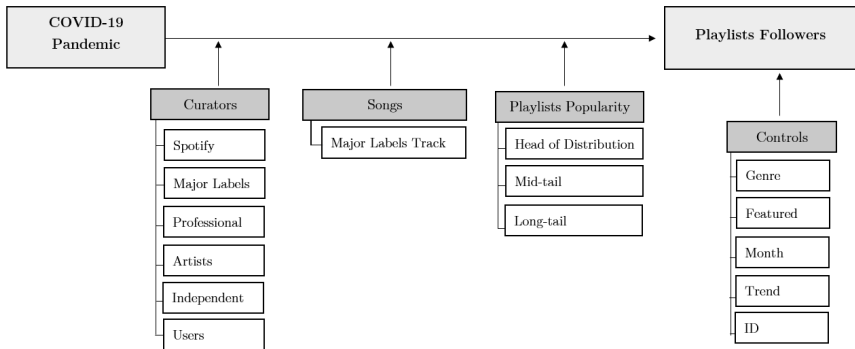 COVID-19
Pandemic
Playlists Followers
Curators
Spotify
Major Labels
Professional
Artists
Independent
Users
Songs
Major Labels Track
Playlists Popularity
Head of Distribution
Mid-tail
Long-tail
Controls
Genre
Featured
Month
Trend
ID